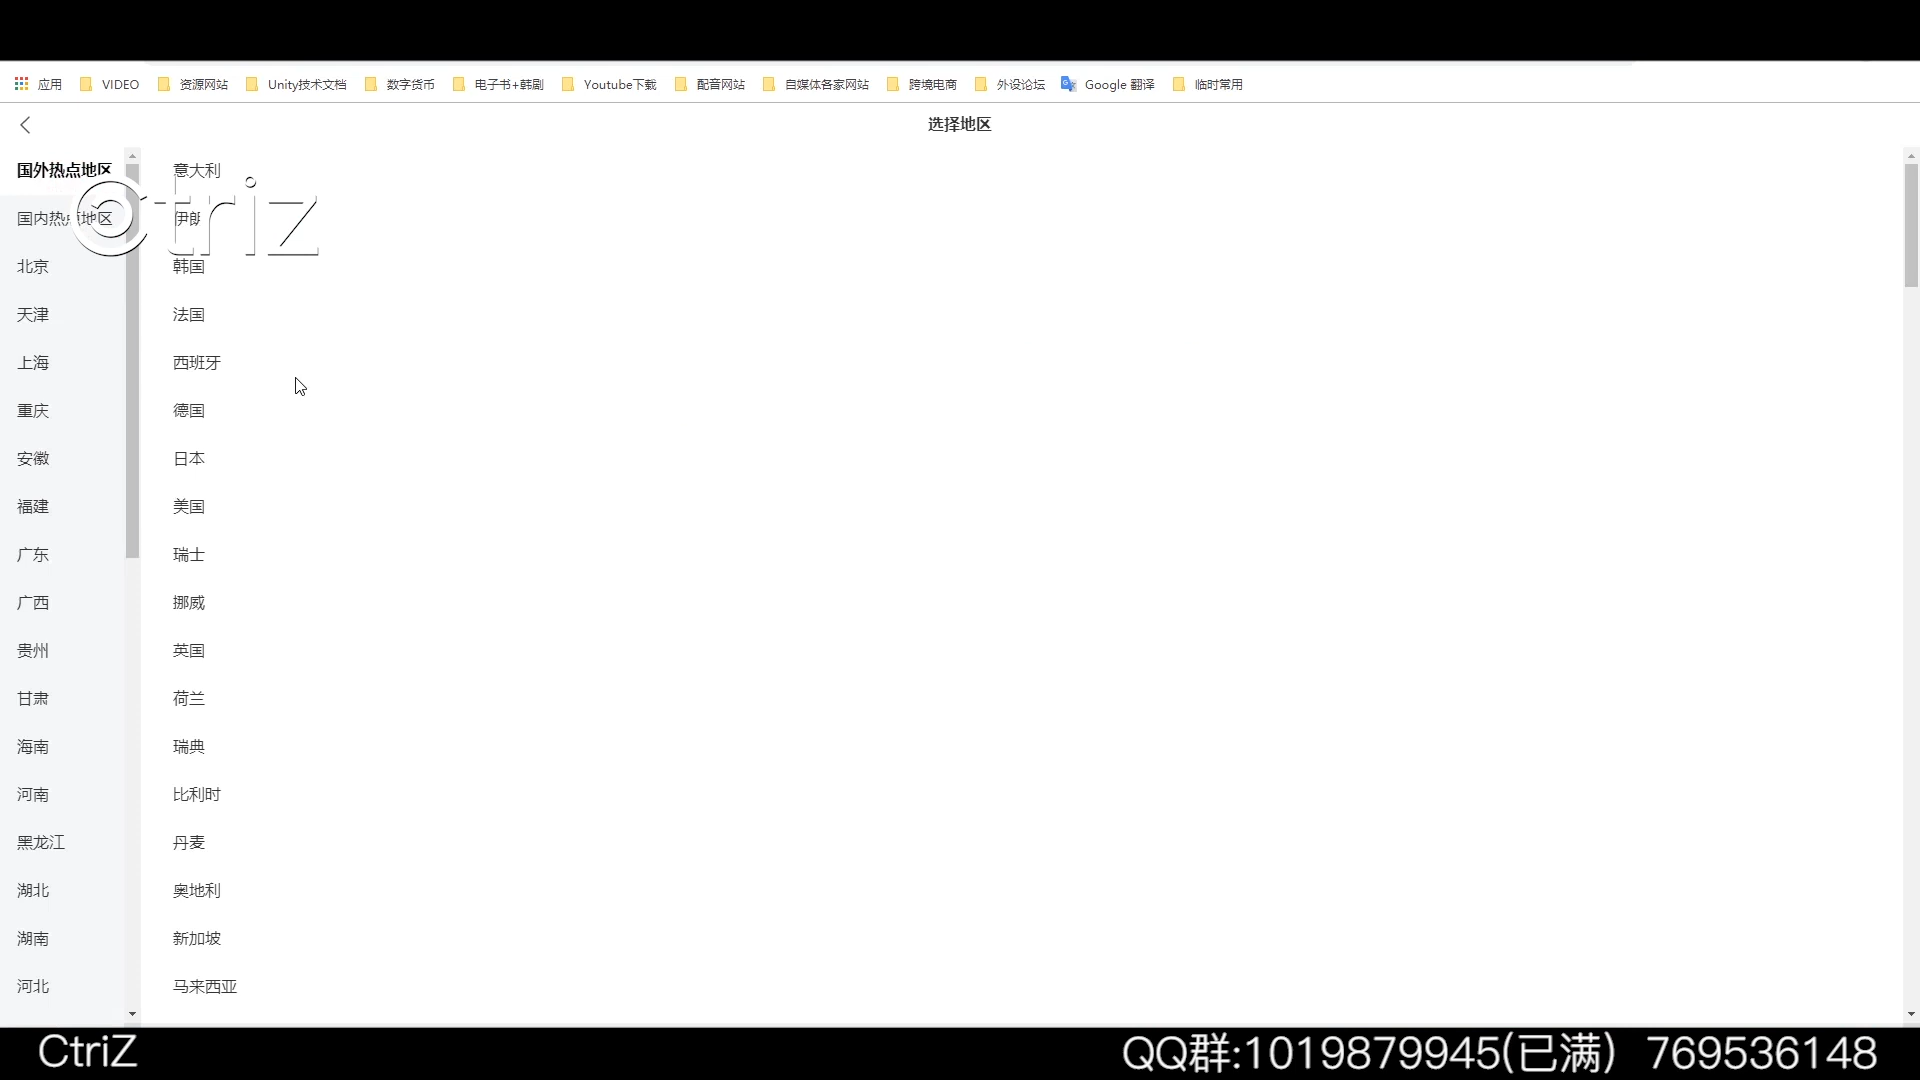 应用 VIDEO 资源网站 Unity技术文档 数字货币 电子书+韩剧 Youtube下载 配音网站 自媒体各家网站 跨境电商 外设论坛 Google 翻译 临时常用
选择地区
国外热点地区
国内热点地区
北京
天津
上海
重庆
安徽
福建
广东
广西
贵州
甘肃
海南
河南
黑龙江
湖北
湖南
河北
意大利
伊朗
韩国
法国
西班牙
德国
日本
美国
瑞士
挪威
英国
荷兰
瑞典
比利时
丹麦
奥地利
新加坡
马来西亚
Ctriz
CtriZ
QQ群:1019879945(已满) 769536148